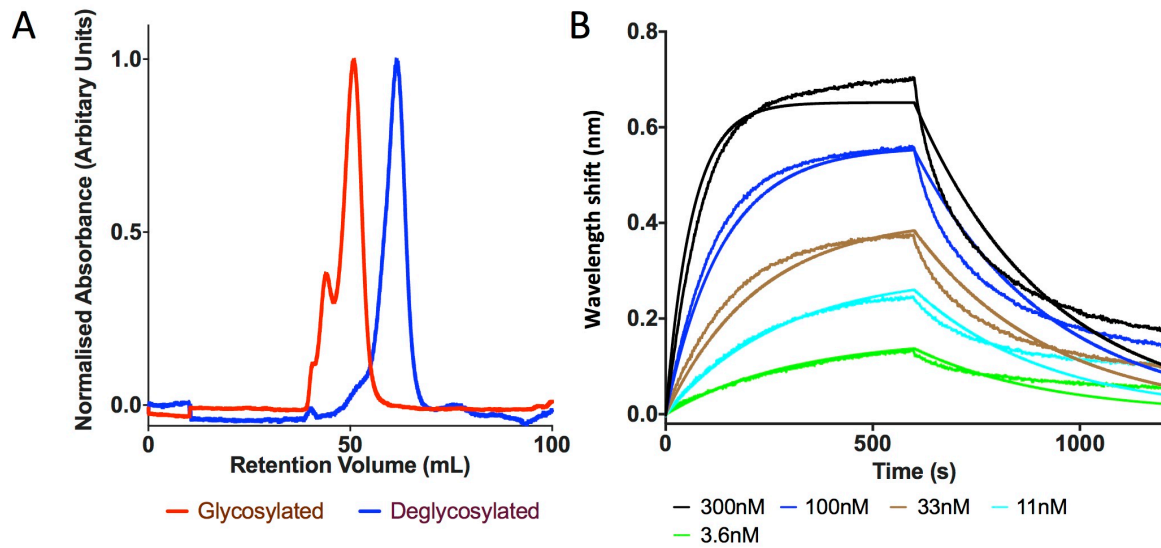 A
Normalised Absorbance (Arbitrary Units)
1.0
0.5
0.0
0
50
100
Retention Volume (mL)
Glycosylated
Deglycosylated
B
Wavelength shift (nm)
0.8
0.6
0.4
0.2
0.0
0
500
1000
Time (s)
300nM
100nM
33nM
11nM
3.6nM